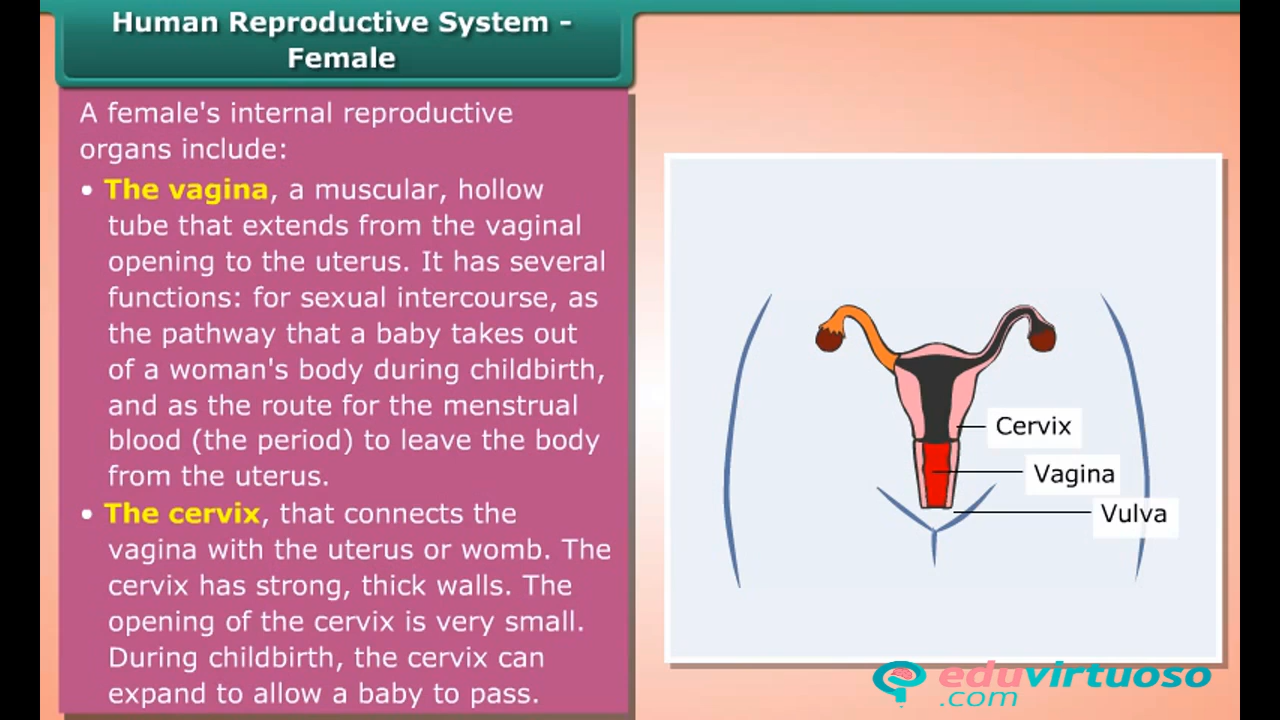 Human Reproductive System -
Female
A female's internal reproductive
organs include:
• The vagina, a muscular, hollow
tube that extends from the vaginal
opening to the uterus. It has several
functions: for sexual intercourse, as
the pathway that a baby takes out
of a woman's body during childbirth,
and as the route for the menstrual
blood (the period) to leave the body
from the uterus.
• The cervix, that connects the
vagina with the uterus or womb. The
cervix has strong, thick walls. The
opening of the cervix is very small.
During childbirth, the cervix can
expand to allow a baby to pass.
Cervix
Vagina
Vulva
eduvirtuoso
.com